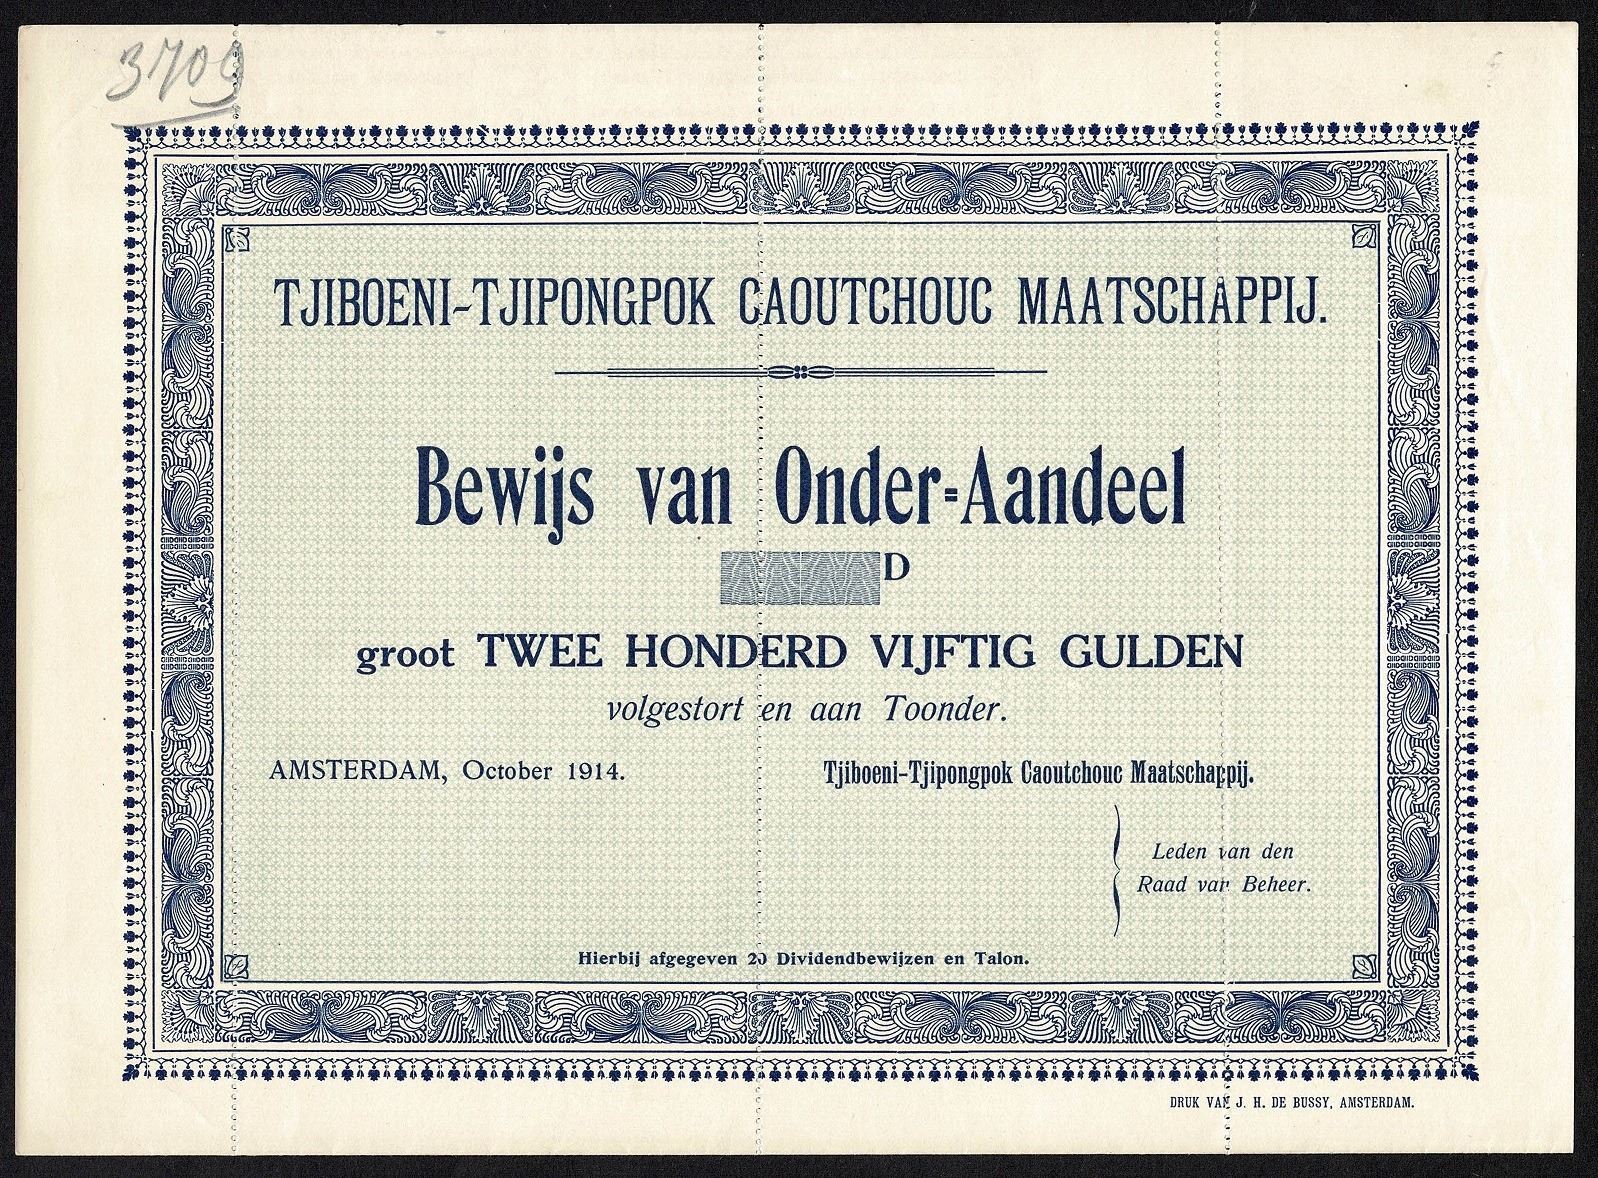 3709
TJIBOENI-TJIPONGPOK CAOUTCHOUC MAATSCHAPPIJ.
Bewijs van Onder-Aandeel
D
groot TWEE HONDERD VIJFTIG GULDEN
volgestort en aan Toonder.
AMSTERDAM, October 1914.
Tjiboeni-Tjipongpok Caoutchouc Maatschappij.
Leden van den
Raad van Beheer.
Hierbij afgegeven 20 Dividendbewijzen en Talon.
DRUK VAN J. H. DE BUSSY, AMSTERDAM.